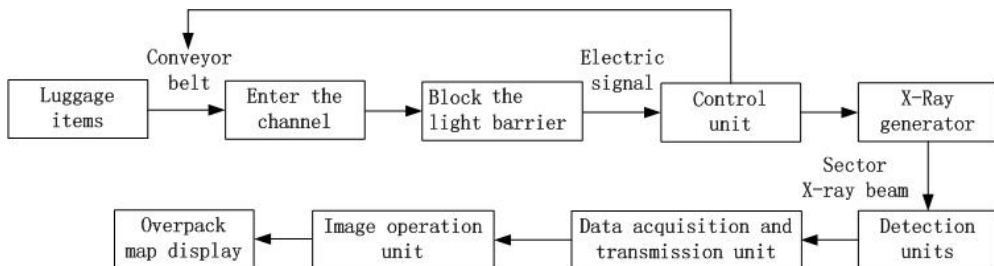 Conveyor
belt
Electric
signal
Luggage
items
Enter the
channel
Block the
light barrier
Control
unit
X-Ray
generator
Sector
X-ray beam
Overpack
map display
Image operation
unit
Data acquisition and
transmission unit
Detection
units